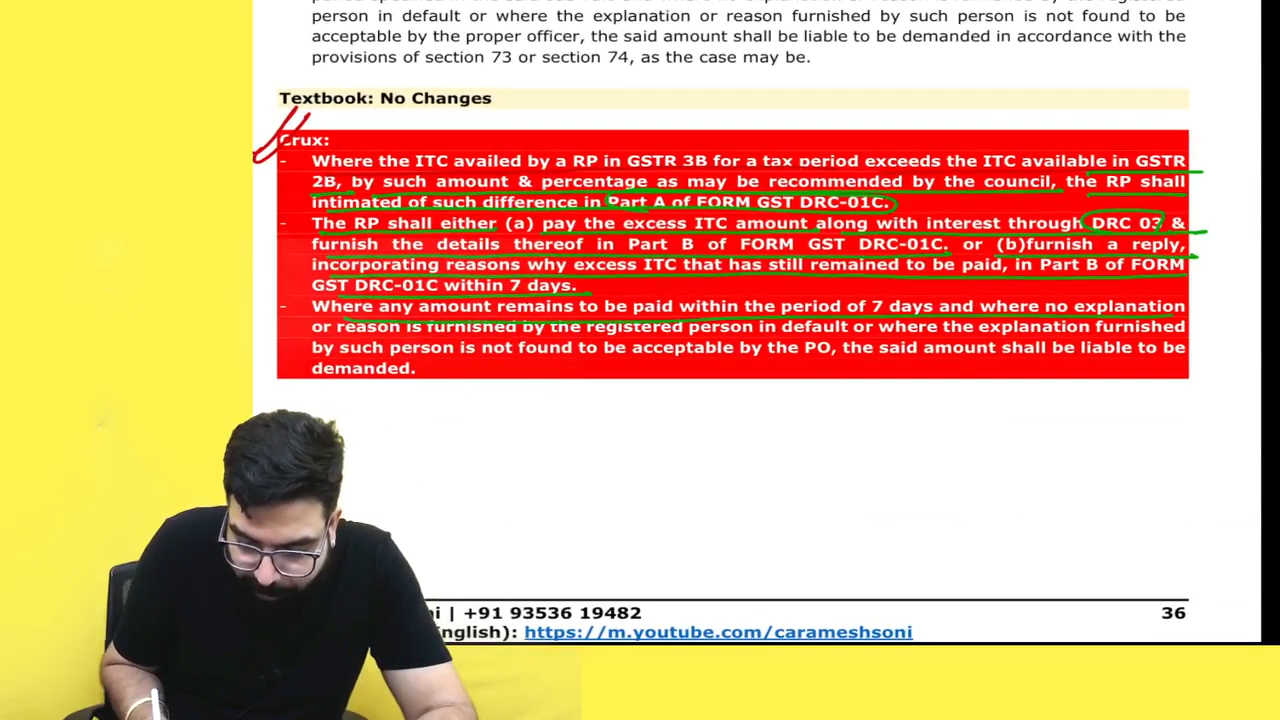 person in default or where the explanation or reason furnished by such person is not found to be
acceptable by the proper officer, the said amount shall be liable to be demanded in accordance with the
provisions of section 73 or section 74, as the case may be.
Textbook: No Changes
Crux:
- Where the ITC availed by a RP in GSTR 3B for a tax period exceeds the ITC available in GSTR
2B, by such amount & percentage as may be recommended by the council, the RP shall
intimated of such difference in Part A of FORM GST DRC-01C.
- The RP shall either (a) pay the excess ITC amount along with interest through DRC 03 &
furnish the details thereof in Part B of FORM GST DRC-01C. or (b)furnish a reply,
incorporating reasons why excess ITC that has still remained to be paid, in Part B of FORM
GST DRC-01C within 7 days.
- Where any amount remains to be paid within the period of 7 days and where no explanation
or reason is furnished by the registered person in default or where the explanation furnished
by such person is not found to be acceptable by the PO, the said amount shall be liable to be
demanded.
| +91 93536 19482
36
https://m.youtube.com/carameshsoni